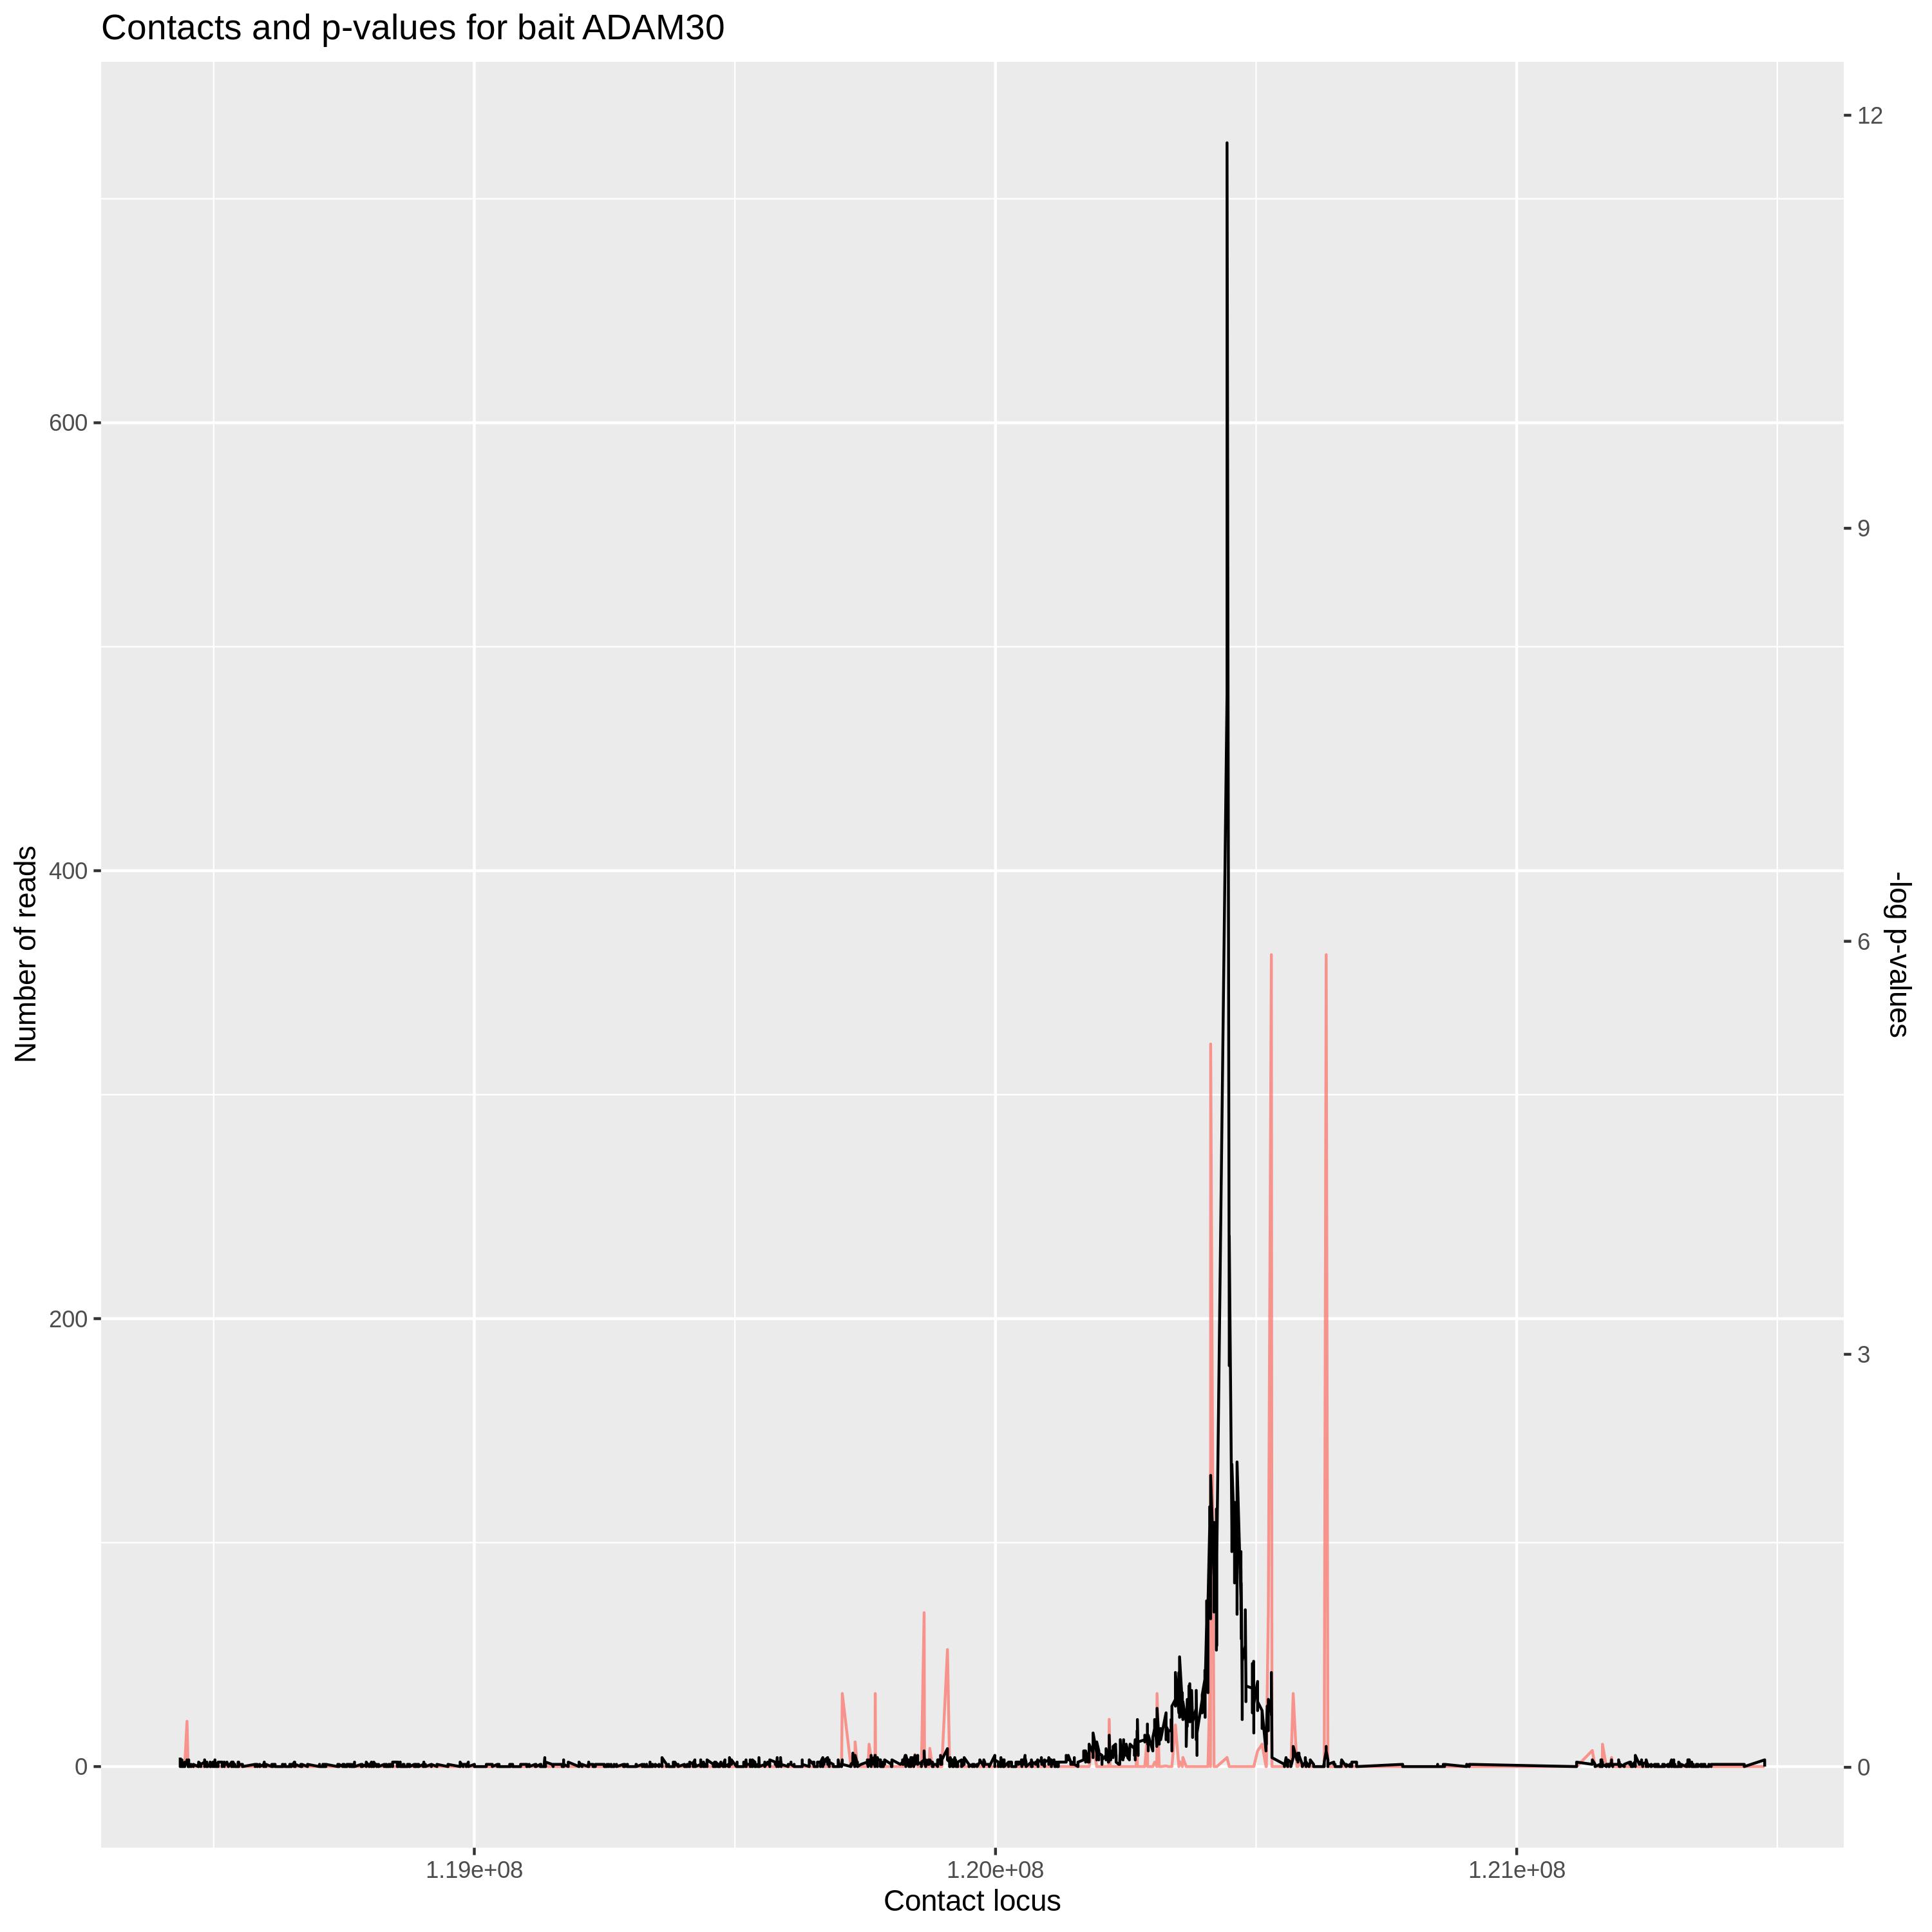 Contacts and p-values for bait ADAM30
12
9
6
3
0
-log p-values
600
400
200
0
Number of reads
1.19e+08 1.20e+08 1.21e+08
Contact locus